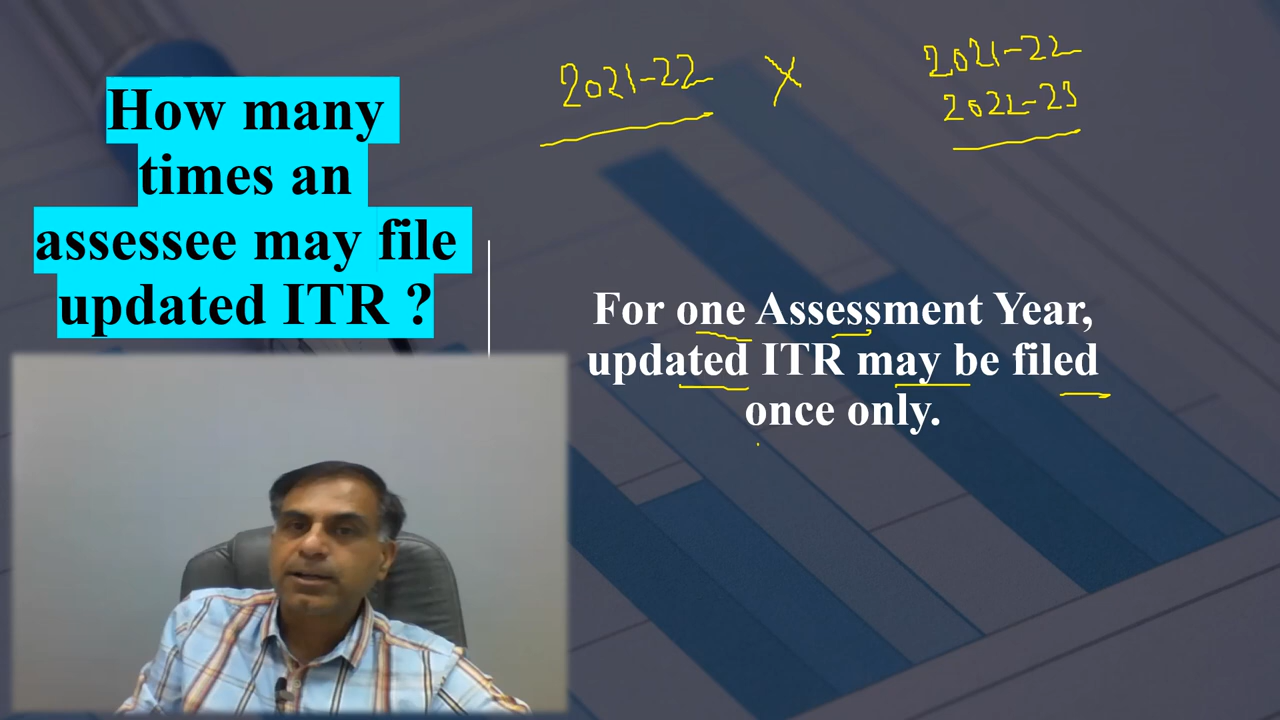 How many
times an
assessee may file
updated ITR ?
2021-22 X
2021-22
2022-23
For one Assessment Year,
updated ITR may be filed
once only.